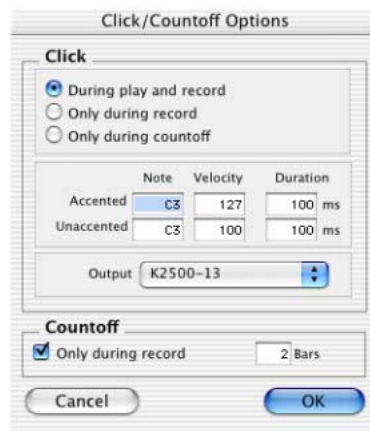 Click/Countoff Options
Click
During play and record
Only during record
Only during countoff
Note Velocity Duration
Accented C3 127 100 ms
Unaccented C3 100 100 ms
Output K2500-13
Countoff
Only during record 2 Bars
Cancel OK